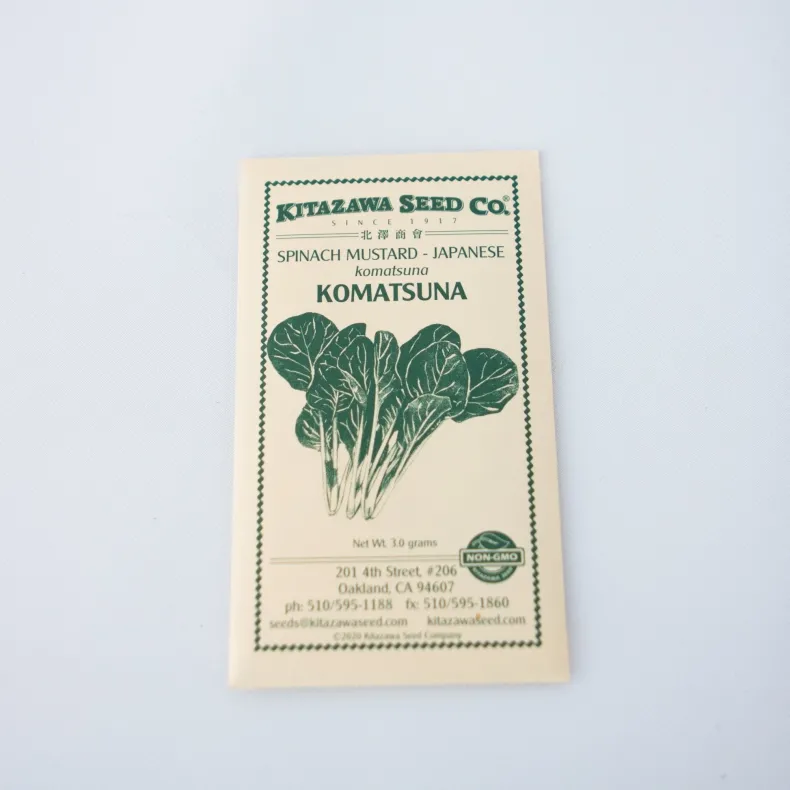 KITAZAWA SEED CO.®
SINCE 1917
北澤商會
SPINACH MUSTARD - JAPANESE
komatsuna
KOMATSUNA
Net Wt. 3.0 grams
NON-GMO
201 4th Street, #206
Oakland, CA 94607
ph: 510/595-1188 fx: 510/595-1860
seeds@kitazawaseed.com kitazawaseed.com
©2020 Kitazawa Seed Company